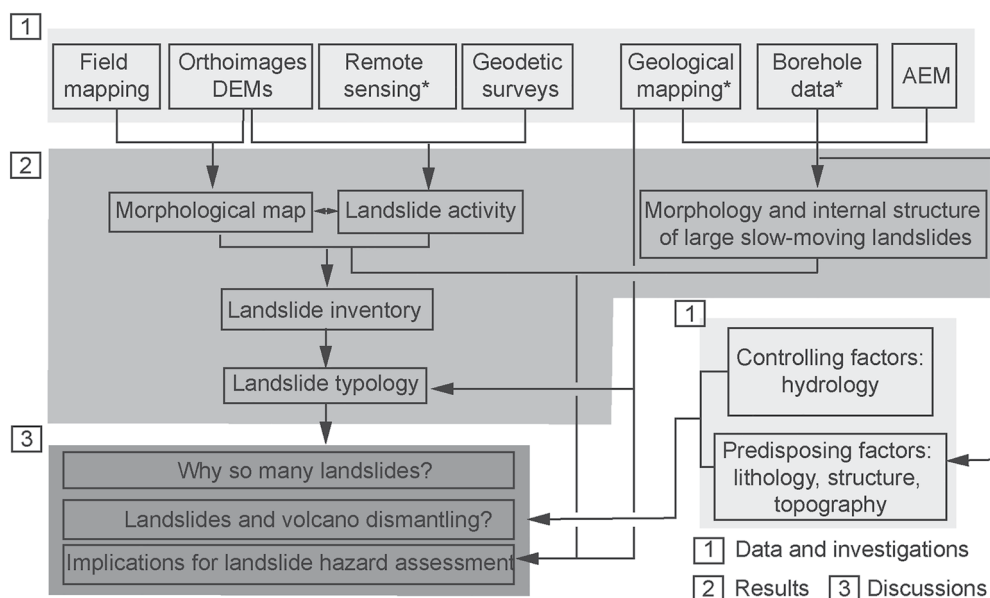 1
Field
mapping
Orthoimages
DEMs
Remote
sensing*
Geodetic
surveys
Geological
mapping*
Borehole
data*
AEM
2
Morphological map
Landslide activity
Morphology and internal structure
of large slow-moving landslides
Landslide inventory
Landslide typology
1
Controlling factors:
hydrology
Predisposing factors:
lithology, structure,
topography
3
Why so many landslides?
Landslides and volcano dismantling?
Implications for landslide hazard assessment
1 Data and investigations
2 Results 3 Discussions